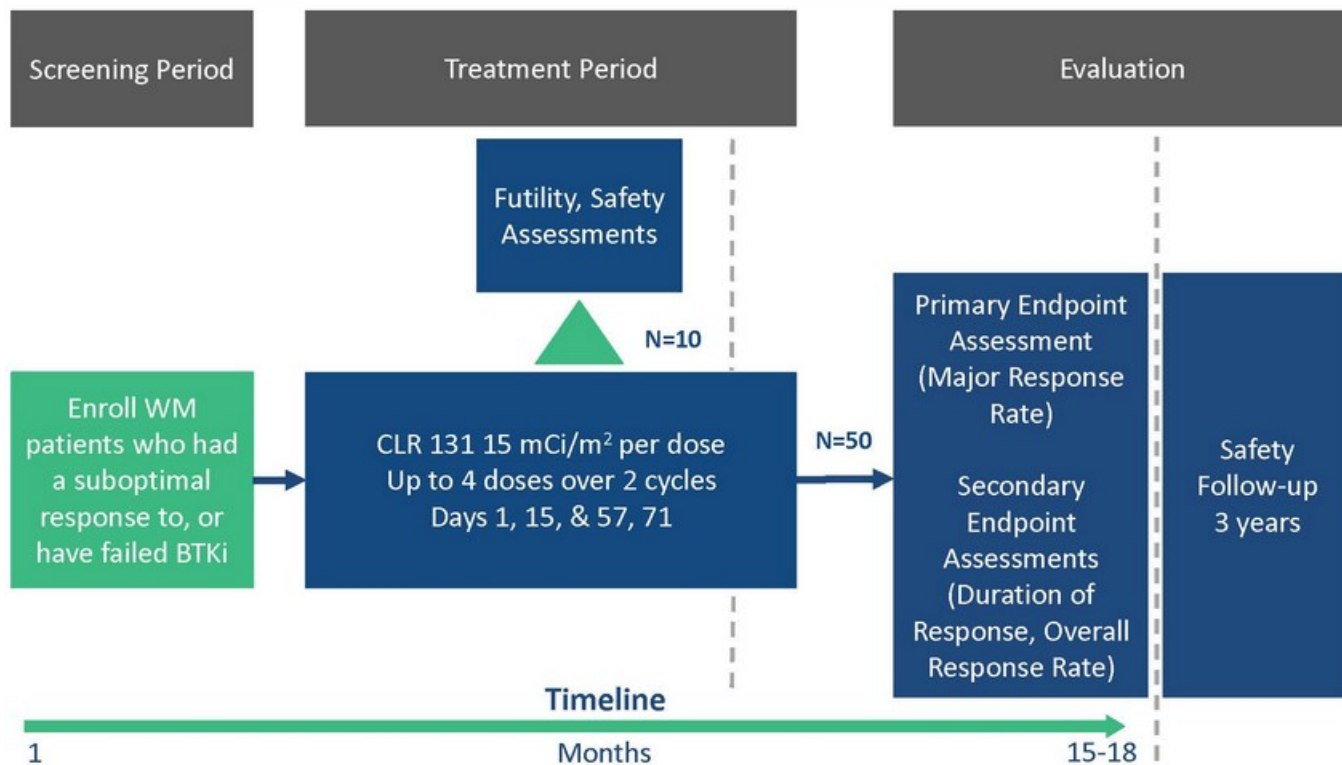 Screening Period
Treatment Period
Evaluation
Futility, Safety
Assessments
N=10
Enroll WM
patients who had
a suboptimal
response to, or
have failed BTKi
CLR 131 15 mCi/m² per dose
Up to 4 doses over 2 cycles
Days 1, 15, & 57, 71
N=50
Primary Endpoint
Assessment
(Major Response
Rate)
Secondary
Endpoint
Assessments
(Duration of
Response, Overall
Response Rate)
Safety
Follow-up
3 years
Timeline
1
Months
15-18